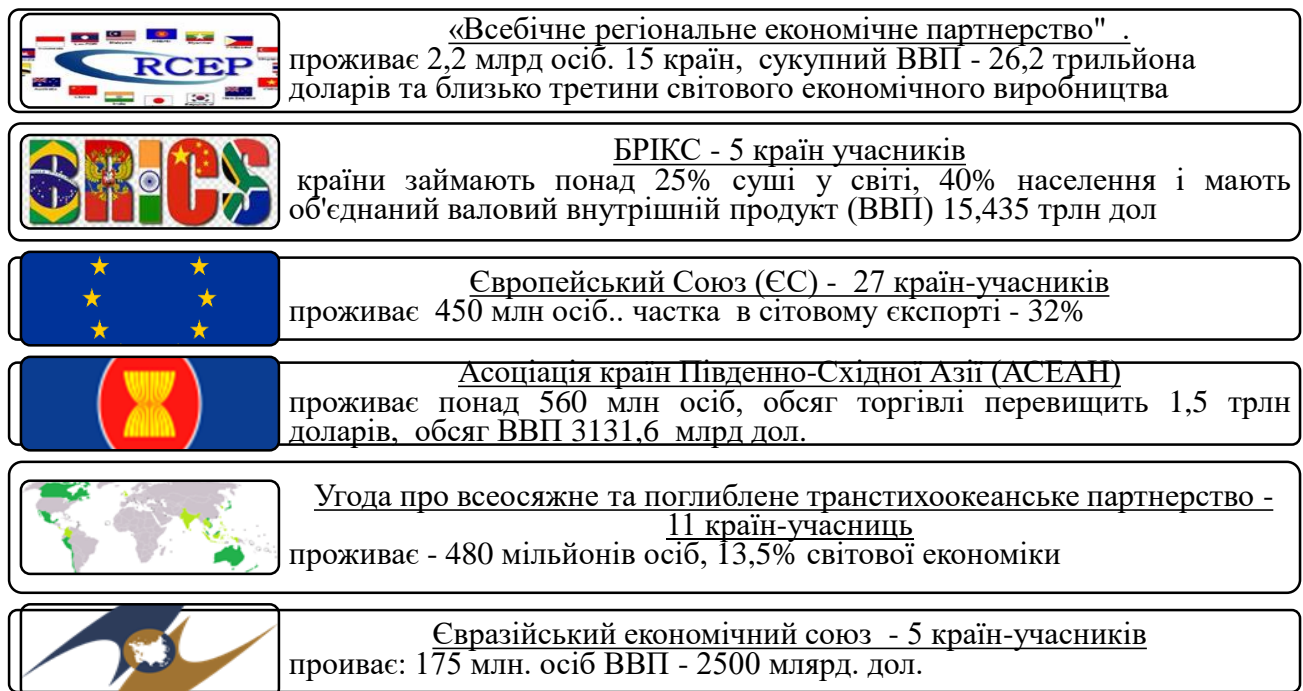 RCEP
«Всебічне регіональне економічне партнерство" .
проживає 2,2 млрд осіб. 15 країн, сукупний ВВП - 26,2 трильйона
доларів та близько третини світового економічного виробництва
BRICS
БРІКС - 5 країн учасників
країни займають понад 25% суші у світі, 40% населення і мають
об'єднаний валовий внутрішній продукт (ВВП) 15,435 трлн дол
Європейський Союз (ЄС) - 27 країн-учасників
проживає 450 млн осіб.. частка в сітовому єкспорті - 32%
Асоціація країн Південно-Східної Азії (АСЕАН)
проживає понад 560 млн осіб, обсяг торгівлі перевищить 1,5 трлн
доларів, обсяг ВВП 3131,6 млрд дол.
Угода про всеосяжне та поглиблене транстихоокеанське партнерство -
11 країн-учасниць
проживає - 480 мільйонів осіб, 13,5% світової економіки
Євразійський економічний союз - 5 країн-учасників
проиває: 175 млн. осіб ВВП - 2500 млярд. дол.